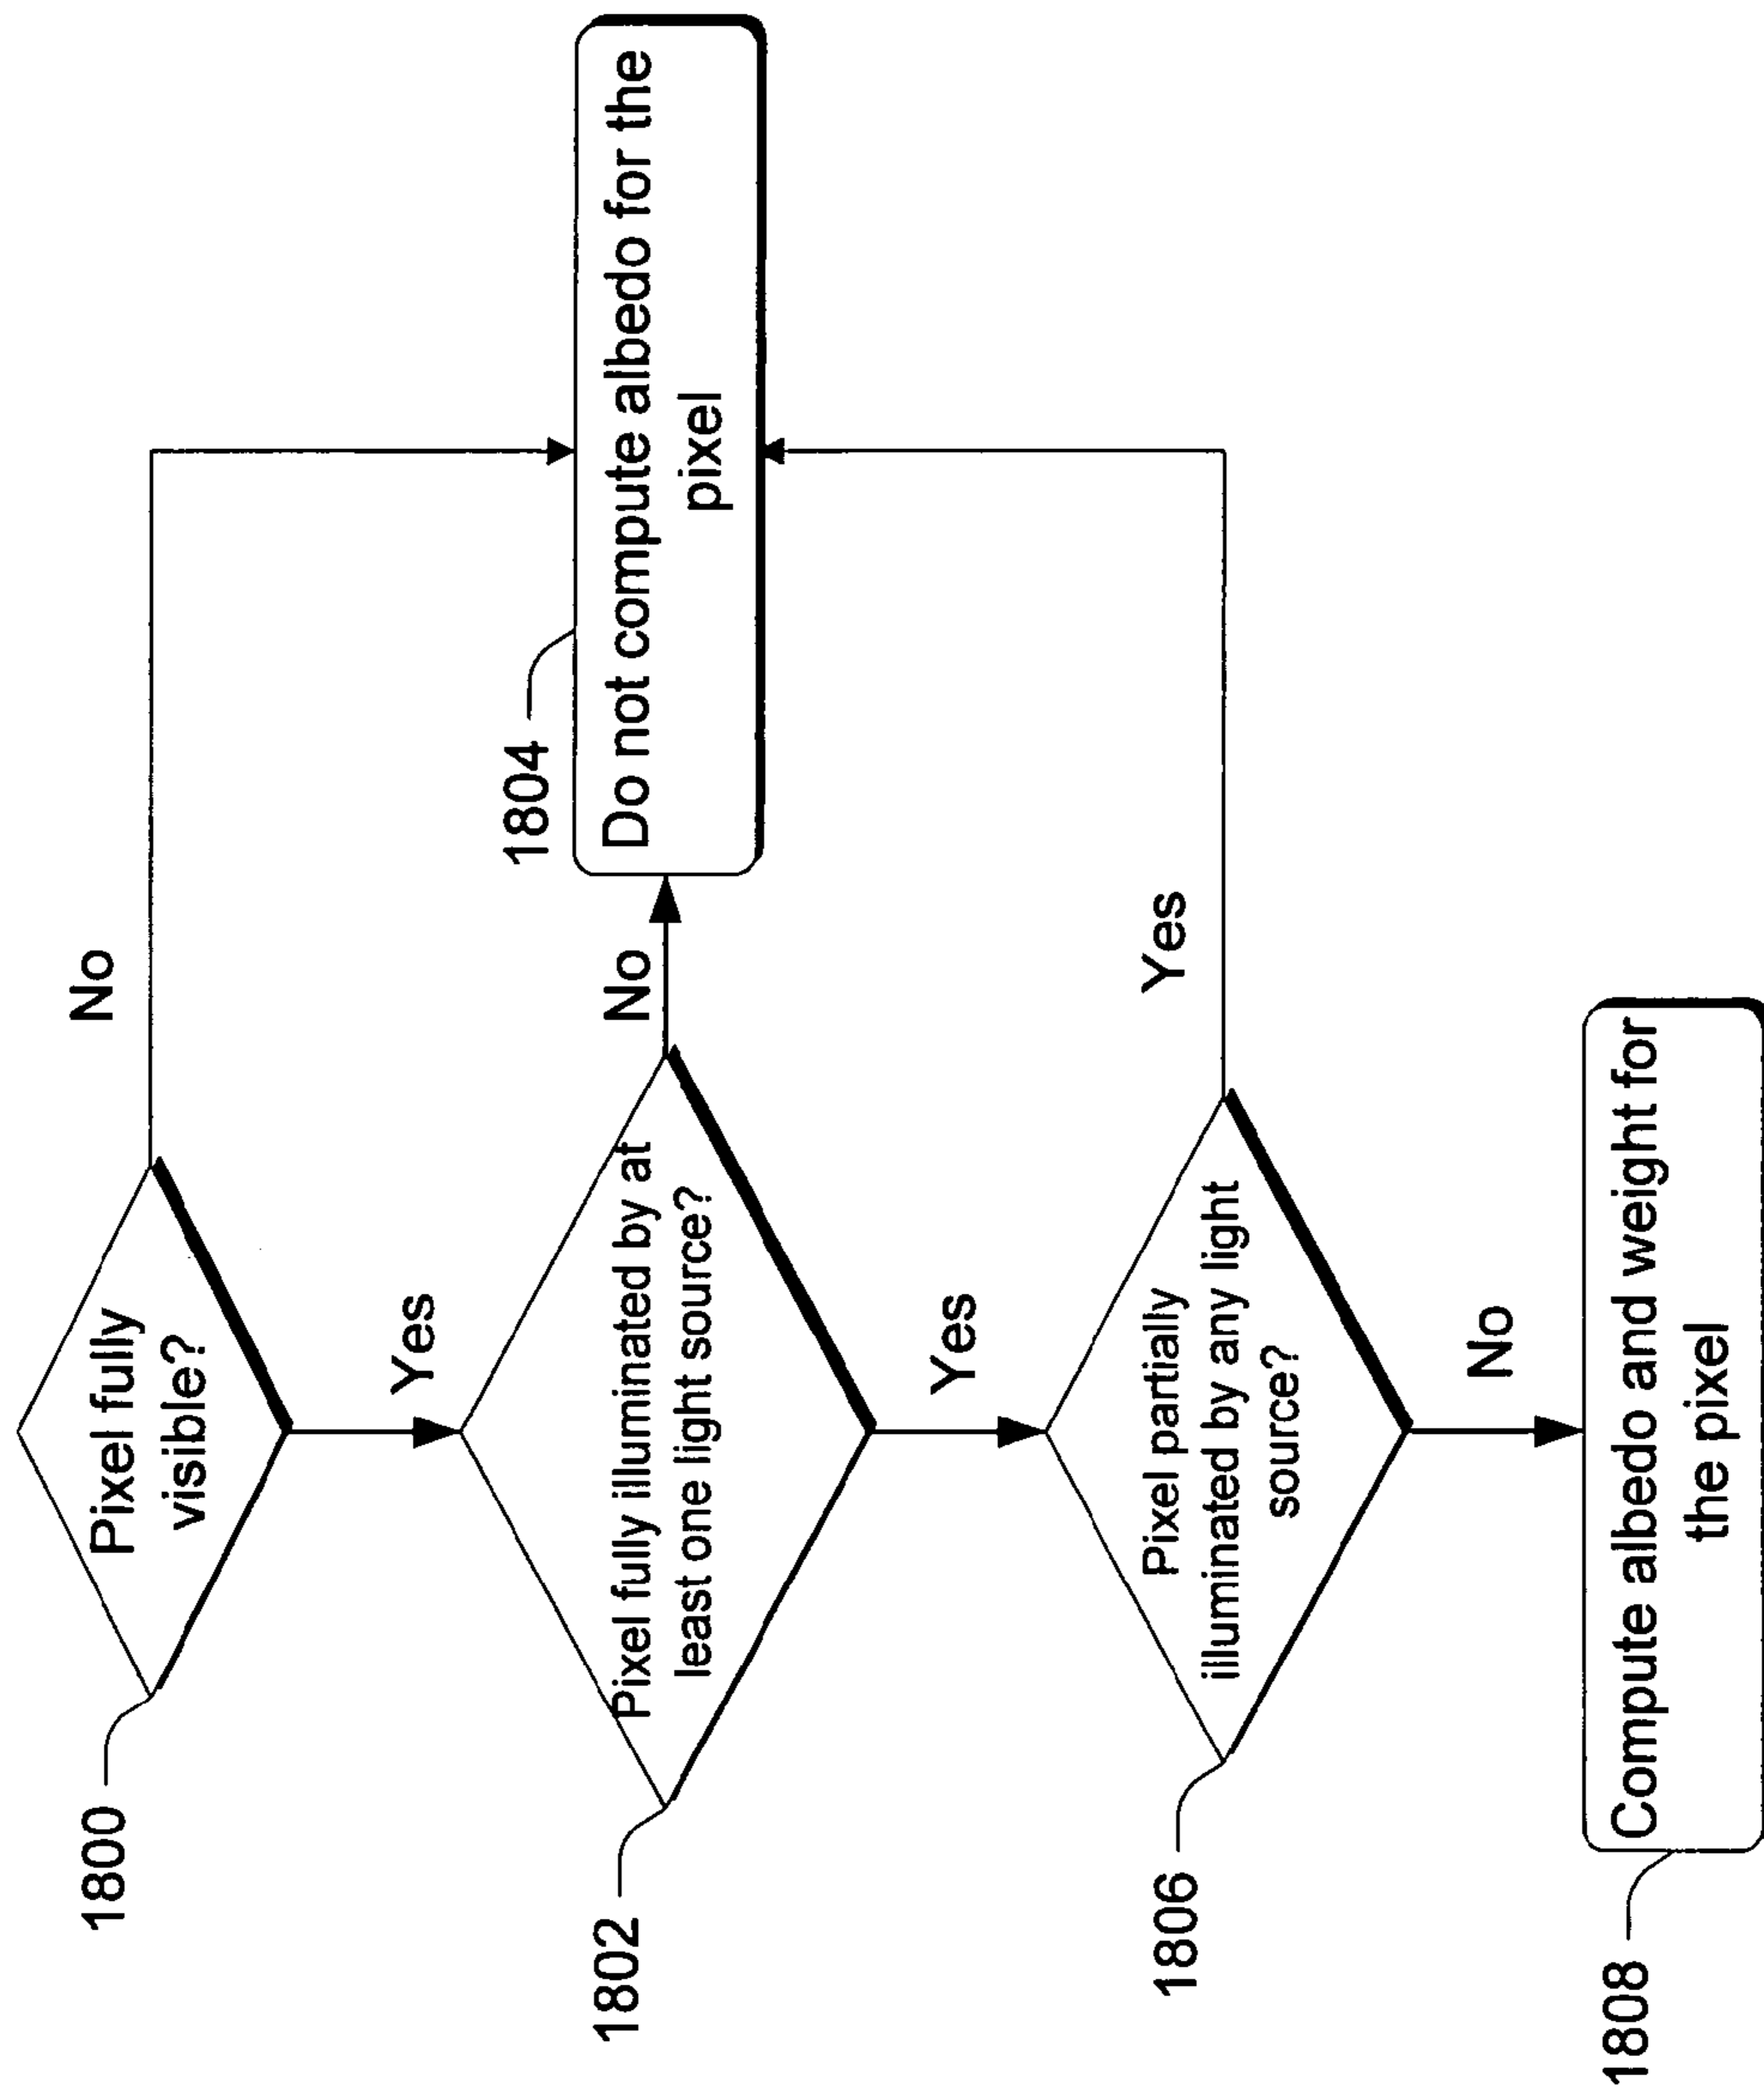 1800
Pixel fully
visible?
No
Yes
1802
Pixel fully illuminated by at
least one light source?
No
1804
Do not compute albedo for the
pixel
Yes
1806
Pixel partially
illuminated by any light
source?
Yes
No
1808
Compute albedo and weight for
the pixel